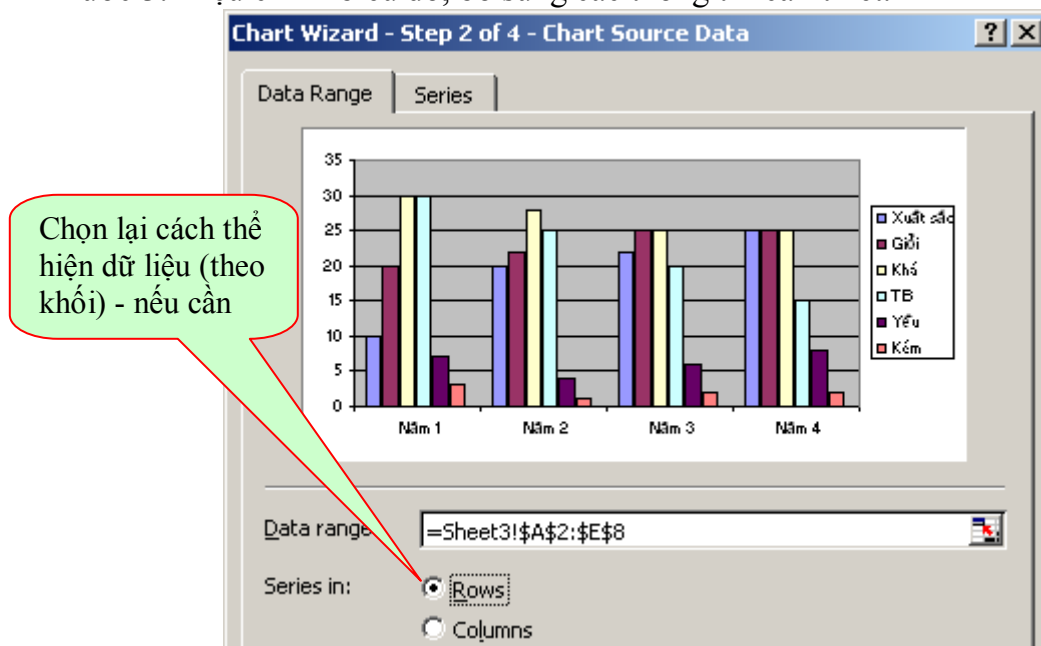 Chart Wizard - Step 2 of 4 - Chart Source Data
Data Range
Series
35
30
25
20
15
10
5
0
Năm 1
Năm 2
Năm 3
Năm 4
Xuất sắc
Giỏi
Khá
TB
Yếu
Kém
Chọn lại cách thể
hiện dữ liệu (theo
khối) - nếu cần
Data range
=Sheet3!$A$2:$E$8
Series in:
Rows
Columns